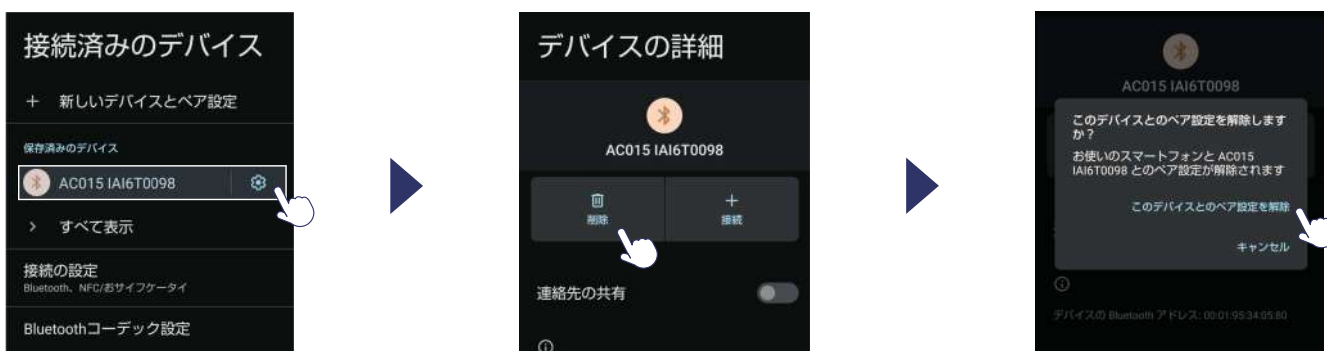 接続済みのデバイス
+ 新しいデバイスとペア設定
保存済みのデバイス
AC015 IAI6T0098
> すべて表示
接続の設定
Bluetooth、NFC/おサイフケータイ
Bluetoothコーデック設定
デバイスの詳細
AC015 IAI6T0098
削除
+
接続
連絡先の共有
AC015 IAI6T0098
このデバイスとのペア設定を解除します
か?
お使いのスマートフォンと AC015
IAI6T0098 とのペア設定が解除されます
このデバイスとのペア設定を解除
キャンセル
デバイスの Bluetooth アドレス: 00:01:95:34:05:80